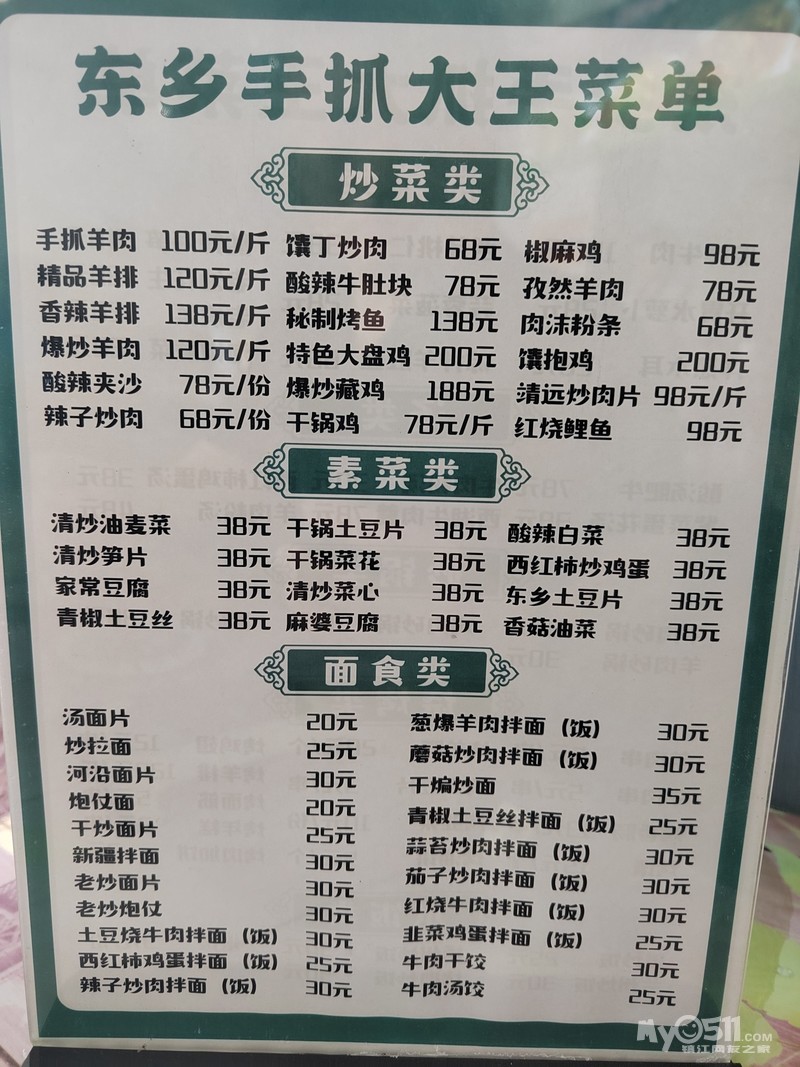 东乡手抓大王菜单
炒菜类
手抓羊肉 100元/斤 馕丁炒肉 68元 椒麻鸡 98元
精品羊排 120元/斤 酸辣牛肚块 78元 孜然羊肉 78元
香辣羊排 138元/斤 秘制烤鱼 138元 肉沫粉条 68元
爆炒羊肉 120元/斤 特色大盘鸡 200元 馕抱鸡 200元
酸辣夹沙 78元/份 爆炒藏鸡 188元 靖远炒肉片 98元/斤
辣子炒肉 68元/份 干锅鸡 78元/斤 红烧鲤鱼 98元
素菜类
清炒油麦菜 38元 干锅土豆片 38元 酸辣白菜 38元
清炒笋片 38元 干锅菜花 38元 西红柿炒鸡蛋 38元
家常豆腐 38元 清炒菜心 38元 东乡土豆片 38元
青椒土豆丝 38元 麻婆豆腐 38元 香菇油菜 38元
面食类
汤面片 20元 葱爆羊肉拌面（饭） 30元
炒拉面 25元 蘑菇炒肉拌面（饭） 30元
河沿面片 30元 干煸炒面 35元
炮仗面 20元 青椒土豆丝拌面（饭） 25元
干炒面片 25元 蒜苔炒肉拌面（饭） 30元
新疆拌面 30元 茄子炒肉拌面（饭） 30元
老炒面片 30元 红烧牛肉拌面（饭） 30元
老炒炮仗 30元 韭菜鸡蛋拌面（饭） 25元
土豆烧牛肉拌面（饭） 30元 牛肉干饺 30元
西红柿鸡蛋拌面（饭） 25元 牛肉汤饺 25元
辣子炒肉拌面（饭） 30元
My0511.COM
镇江网友之家